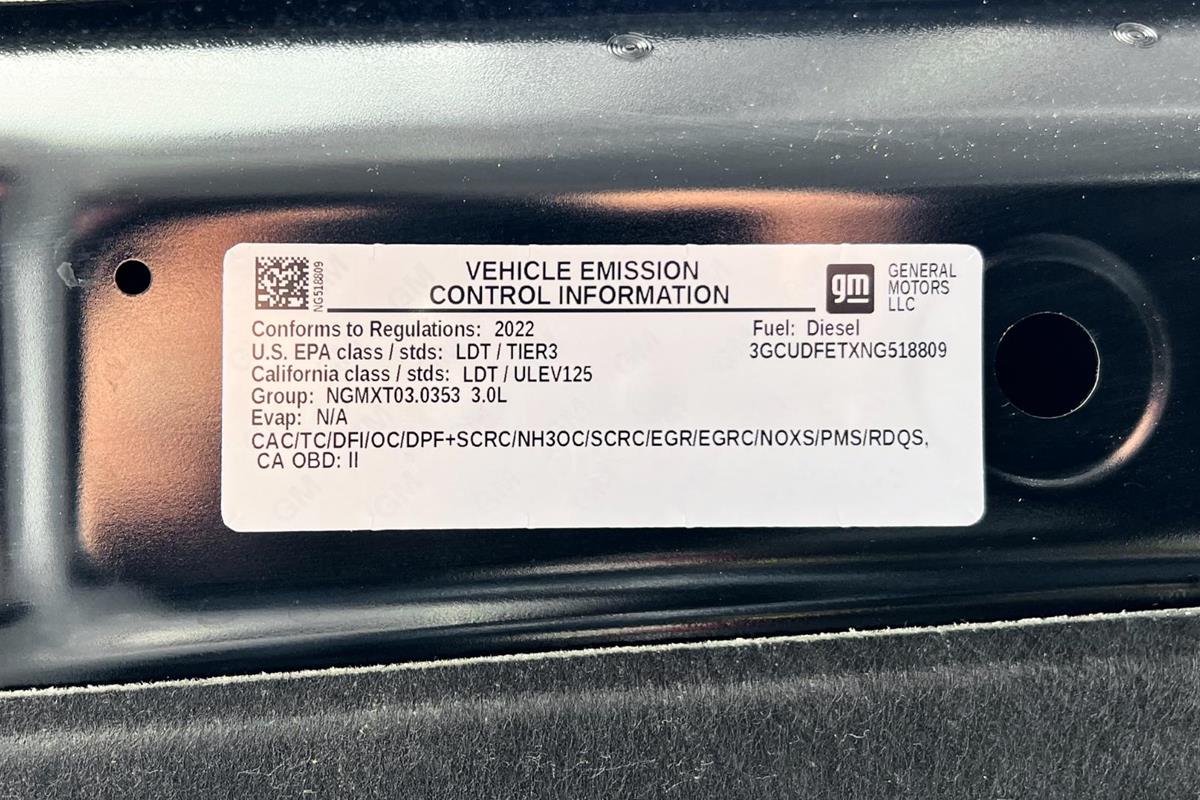 VEHICLE EMISSION
CONTROL INFORMATION
NG518809
gm
GENERAL
MOTORS
LLC
Conforms to Regulations: 2022
Fuel: Diesel
U.S. EPA class / stds: LDT / TIER3
3GCUDFETXNG518809
California class / stds: LDT / ULEV125
Group: NGMXT03.0353 3.0L
Evap: N/A
CAC/TC/DFI/OC/DPF+SCRC/NH3OC/SCRC/EGR/EGRC/NOXS/PMS/RDQS,
CA OBD: II